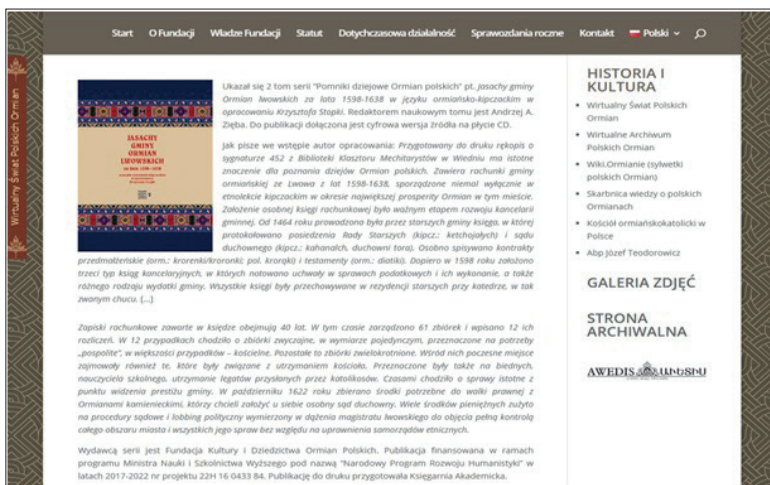 Start O Fundacji Władze Fundacji Statut Dotychczasowa działalność Sprawozdania roczne Kontakt Polski
Wirtualny Świat Polskich Ormian
JASACHY
GMINY
ORMIAN
LWOWSKICH
za lata 1598–1638
Ukazał się 2 tom serii "Pomniki dziejowe Ormian polskich" pt. Jasachy gminy
Ormian lwowskich za lata 1598-1638 w języku ormiańsko-kipczackim w
opracowaniu Krzysztofa Stopki. Redaktorem naukowym tomu jest Andrzej A.
Zięba. Do publikacji dołączona jest cyfrowa wersja źródła na płycie CD.
Jak pisze we wstępie autor opracowania: Przygotowany do druku rękopis o
sygnaturze 452 z Biblioteki Klasztoru Mechitarystów w Wiedniu ma istotne
znaczenie dla poznania dziejów Ormian polskich. Zawiera rachunki gminy
ormiańskiej ze Lwowa z lat 1598-1638, sporządzone niemal wyłącznie w
etnolekcie kipczackim w okresie największej prosperity Ormian w tym mieście.
Założenie osobnej księgi rachunkowej było ważnym etapem rozwoju kancelarii
gminnej. Od 1464 roku prowadzona była przez starszych gminy księga, w której
protokołowano posiedzenia Rady Starszych (kipcz.: ketchojałych) i sądu
duchownego (kipcz.: kahanałch, duchowni tora). Osobno spisywano kontrakty
przedmałżeńskie (orm.: krorenki/kroronki; pol. krorąki) i testamenty (orm.: diatiki). Dopiero w 1598 roku założono
trzeci typ ksiąg kancelaryjnych, w których notowano uchwały w sprawach podatkowych i ich wykonanie, a także
różnego rodzaju wydatki gminy. Wszystkie księgi były przechowywane w rezydencji starszych przy katedrze, w tak
zwanym chucu. (...)
Zapiski rachunkowe zawarte w księdze obejmują 40 lat. W tym czasie zarządzono 61 zbiórek i wpisano 12 ich
rozliczeń. W 12 przypadkach chodziło o zbiórki zwyczajne, w wymiarze pojedynczym, przeznaczone na potrzeby
„pospolite", w większości przypadków – kościelne. Pozostałe to zbiórki zwielokrotnione. Wśród nich poczesne miejsce
zajmowały również te, które były związane z utrzymaniem kościoła. Przeznaczone były także na biednych,
nauczyciela szkolnego, utrzymanie legatów przysłanych przez katolikosów. Czasami chodziło o sprawy istotne z
punktu widzenia prestiżu gminy. W październiku 1622 roku zbierano środki potrzebne do walki prawnej z
Ormianami kamienieckimi, którzy chcieli założyć u siebie osobny sąd duchowny. Wiele środków pieniężnych zużyto
na procedury sądowe i lobbing polityczny wymierzony w dążenia magistratu lwowskiego do objęcia pełną kontrolą
całego obszaru miasta i wszystkich jego spraw bez względu na uprawnienia samorządów etnicznych.
Wydawcą serii jest Fundacja Kultury i Dziedzictwa Ormian Polskich. Publikacja finansowana w ramach
programu Ministra Nauki i Szkolnictwa Wyższego pod nazwą "Narodowy Program Rozwoju Humanistyki" w
latach 2017-2022 nr projektu 22H 16 0433 84. Publikację do druku przygotowała Księgarnia Akademicka.
HISTORIA I
KULTURA
Wirtualny Świat Polskich
Ormian
Wirtualne Archiwum
Polskich Ormian
Wiki.Ormianie (sylwetki
polskich Ormian)
Skarbnica wiedzy o polskich
Ormianach
Kościół ormiańskokatolicki w
Polsce
Abp Józef Teodorowicz
GALERIA ZDJĘĆ
STRONA
ARCHIWALNA
AWEDIS ԱՒԵՏԻՍ